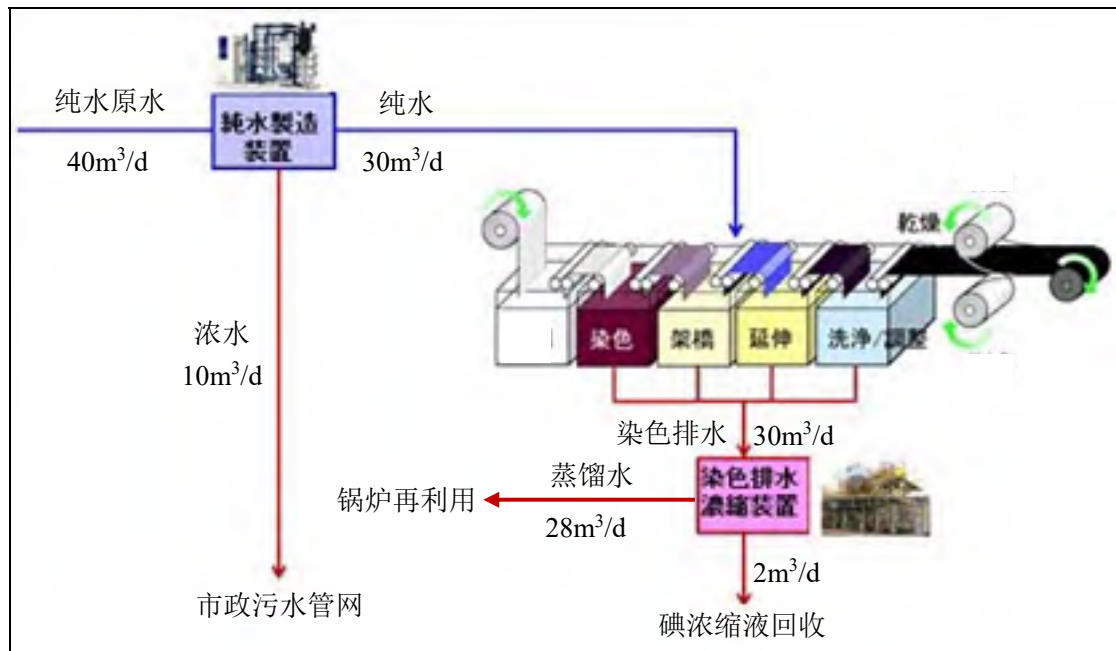 纯水原水
40m³/d
純水製造
装置
纯水
30m³/d
浓水
10m³/d
市政污水管网
乾燥
染色
架橋
延伸
洗浄/調整
染色排水
30m³/d
染色排水
濃縮装置
蒸馏水
28m³/d
锅炉再利用
2m³/d
碘浓缩液回收